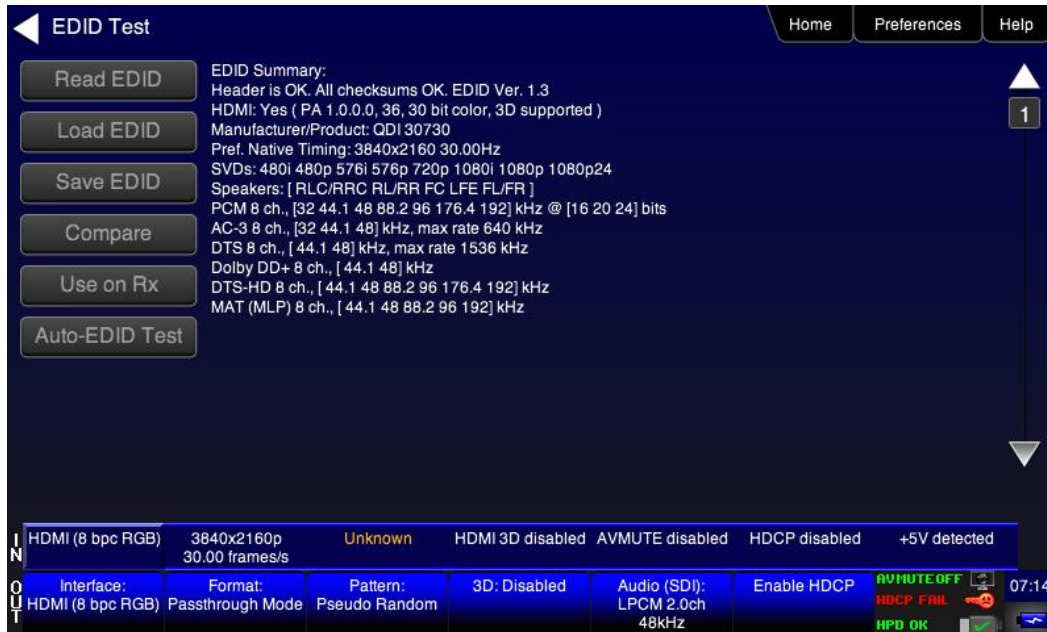 EDID Test
Home
Preferences
Help
Read EDID
Load EDID
Save EDID
Compare
Use on Rx
Auto-EDID Test
EDID Summary:
Header is OK. All checksums OK. EDID Ver. 1.3
HDMI: Yes ( PA 1.0.0.0, 36, 30 bit color, 3D supported )
Manufacturer/Product: QDI 30730
Pref. Native Timing: 3840x2160 30.00Hz
SVDs: 480i 480p 576i 576p 720p 1080i 1080p 1080p24
Speakers: [ RLC/RRC RL/RR FC LFE FL/FR ]
PCM 8 ch., [32 44.1 48 88.2 96 176.4 192] kHz @ [16 20 24] bits
AC-3 8 ch., [32 44.1 48] kHz, max rate 640 kHz
DTS 8 ch., [ 44.1 48] kHz, max rate 1536 kHz
Dolby DD+ 8 ch., [ 44.1 48] kHz
DTS-HD 8 ch., [ 44.1 48 88.2 96 176.4 192] kHz
MAT (MLP) 8 ch., [ 44.1 48 88.2 96 192] kHz
1
IN
HDMI (8 bpc RGB)
3840x2160p
30.00 frames/s
Unknown
HDMI 3D disabled
AVMUTE disabled
HDCP disabled
+5V detected
OUT
Interface:
HDMI (8 bpc RGB)
Format:
Passthrough Mode
Pattern:
Pseudo Random
3D: Disabled
Audio (SDI):
LPCM 2.0ch
48kHz
Enable HDCP
AVMUTE OFF
HDCP FAIL
HPD OK
07:14